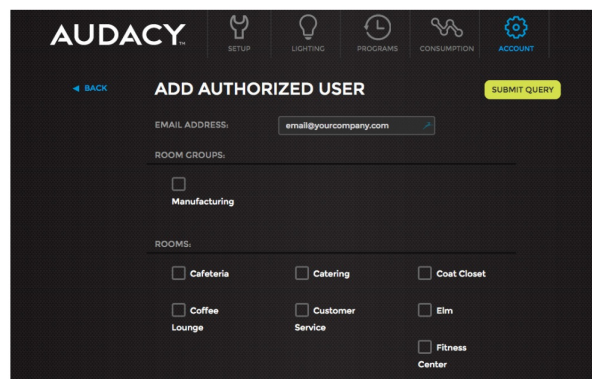 AUDACY™
SETUP
LIGHTING
PROGRAMS
CONSUMPTION
ACCOUNT
◀ BACK
ADD AUTHORIZED USER
SUBMIT QUERY
EMAIL ADDRESS:
email@yourcompany.com
ROOM GROUPS:
Manufacturing
ROOMS:
Cafeteria
Catering
Coat Closet
Coffee
Lounge
Customer
Service
Elm
Fitness
Center